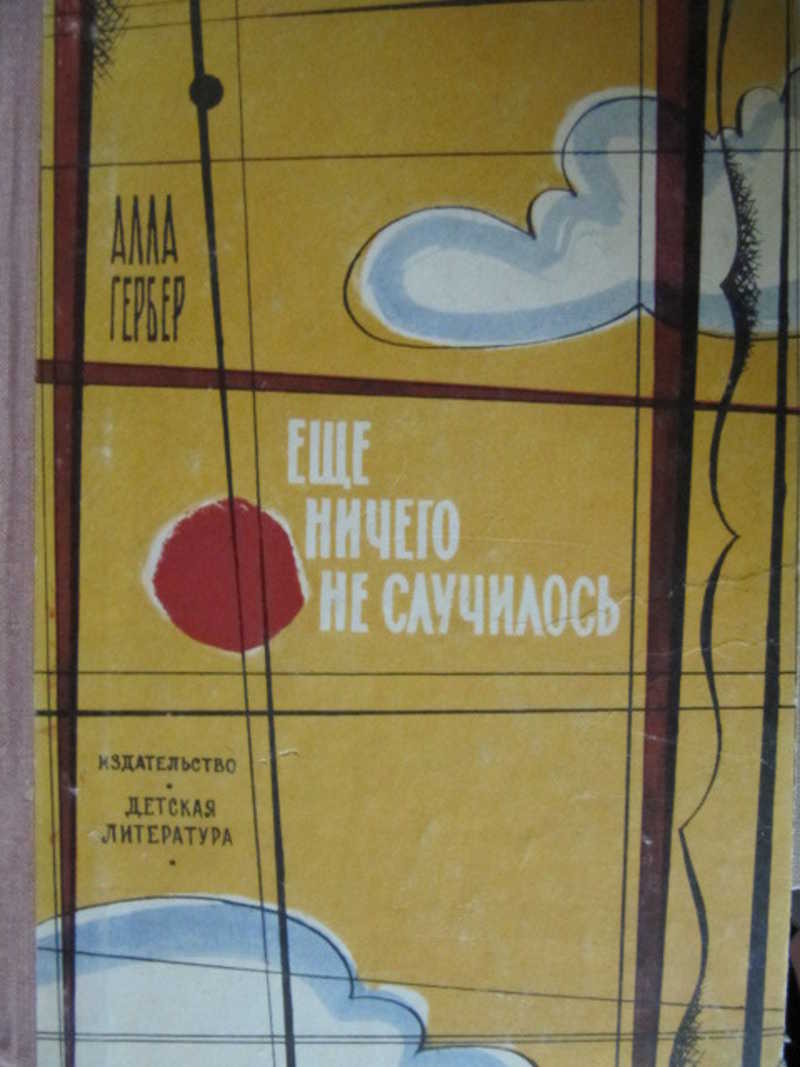 АЛЛА
ГЕРБЕР
ЕЩЕ
НИЧЕГО
НЕ СЛУЧИЛОСЬ
ИЗДАТЕЛЬСТВО
ДЕТСКАЯ
ЛИТЕРАТУРА